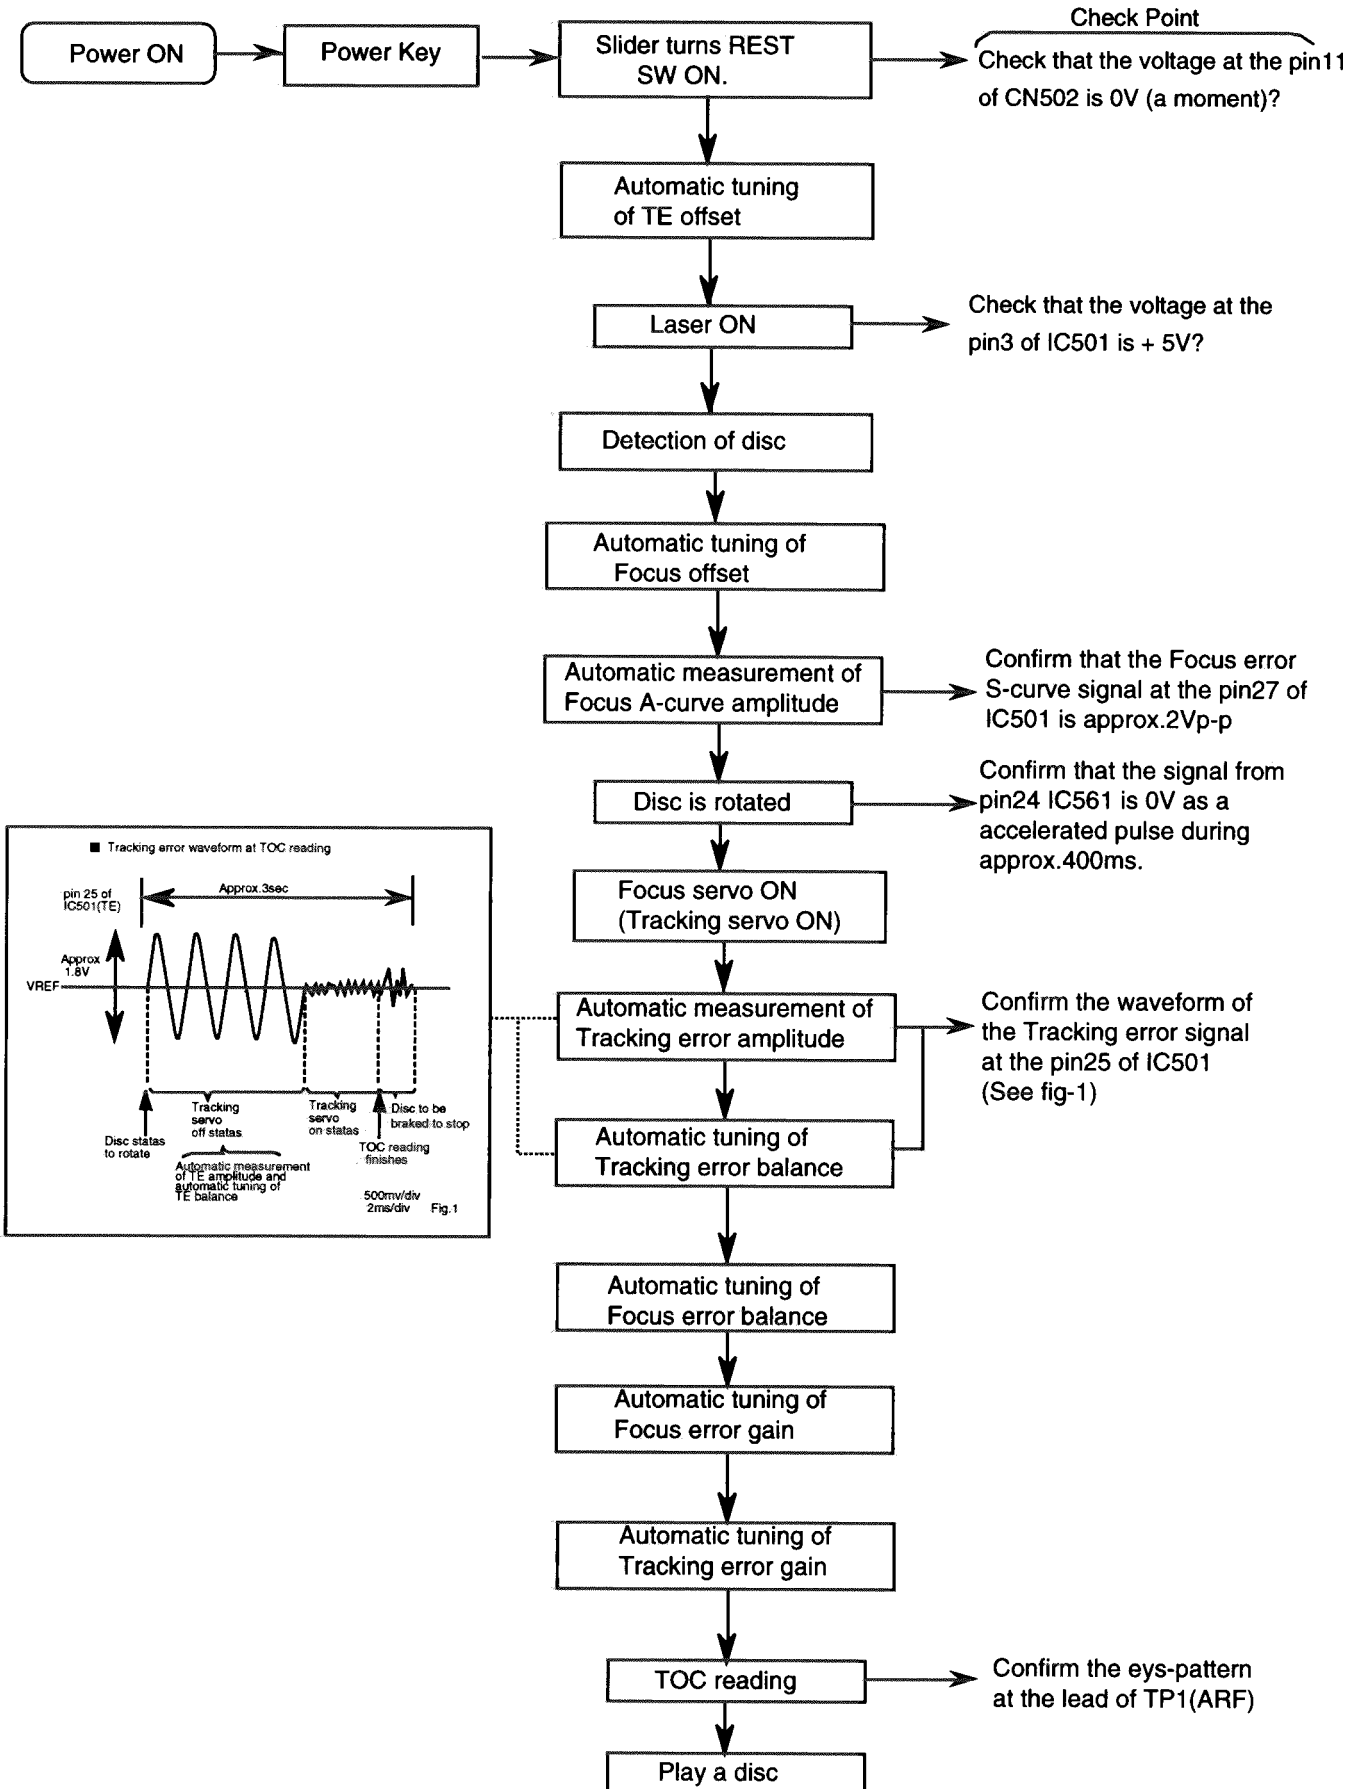 Check Point
Power ON
Power Key
Slider turns REST
SW ON.
Check that the voltage at the pin11
of CN502 is 0V (a moment)?
Automatic tuning
of TE offset
Laser ON
Check that the voltage at the
pin3 of IC501 is + 5V?
Detection of disc
Automatic tuning of
Focus offset
Automatic measurement of
Focus A-curve amplitude
Confirm that the Focus error
S-curve signal at the pin27 of
IC501 is approx.2Vp-p
Disc is rotated
Confirm that the signal from
pin24 IC561 is 0V as a
accelerated pulse during
approx.400ms.
Focus servo ON
(Tracking servo ON)
■ Tracking error waveform at TOC reading
pin 25 of
IC501(TE)
Approx.3sec
Approx
1.8V
VREF
Disc statas
to rotate
Tracking
servo
off statas
Tracking
servo
on statas
Disc to be
braked to stop
TOC reading
finishes
Automatic measurement
of TE amplitude and
automatic tuning of
TE balance
500mv/div
2ms/div
Fig.1
Automatic measurement of
Tracking error amplitude
Confirm the waveform of
the Tracking error signal
at the pin25 of IC501
(See fig-1)
Automatic tuning of
Tracking error balance
Automatic tuning of
Focus error balance
Automatic tuning of
Focus error gain
Automatic tuning of
Tracking error gain
TOC reading
Confirm the eys-pattern
at the lead of TP1(ARF)
Play a disc